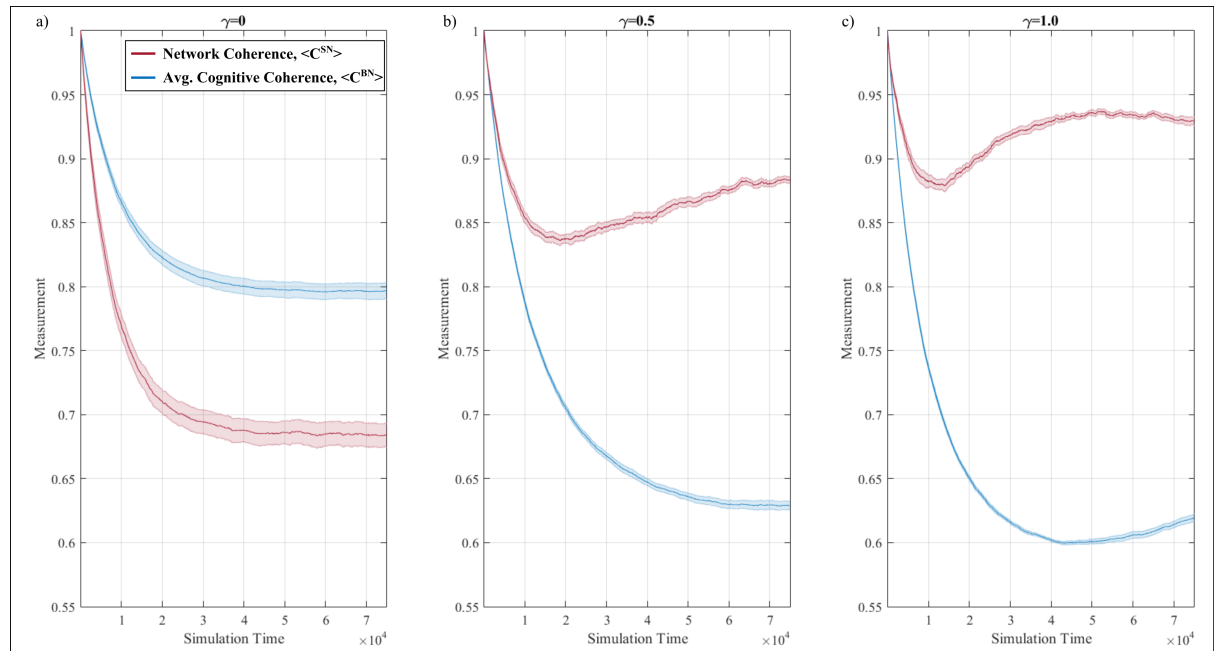 a)
γ=0
Network Coherence, <C^SN>
Avg. Cognitive Coherence, <C^BN>
Measurement
1
0.95
0.9
0.85
0.8
0.75
0.7
0.65
0.6
0.55
1 2 3 4 5 6 7
×10^4
Simulation Time
b)
γ=0.5
Measurement
1
0.95
0.9
0.85
0.8
0.75
0.7
0.65
0.6
0.55
1 2 3 4 5 6 7
×10^4
Simulation Time
c)
γ=1.0
Measurement
1
0.95
0.9
0.85
0.8
0.75
0.7
0.65
0.6
0.55
1 2 3 4 5 6 7
×10^4
Simulation Time